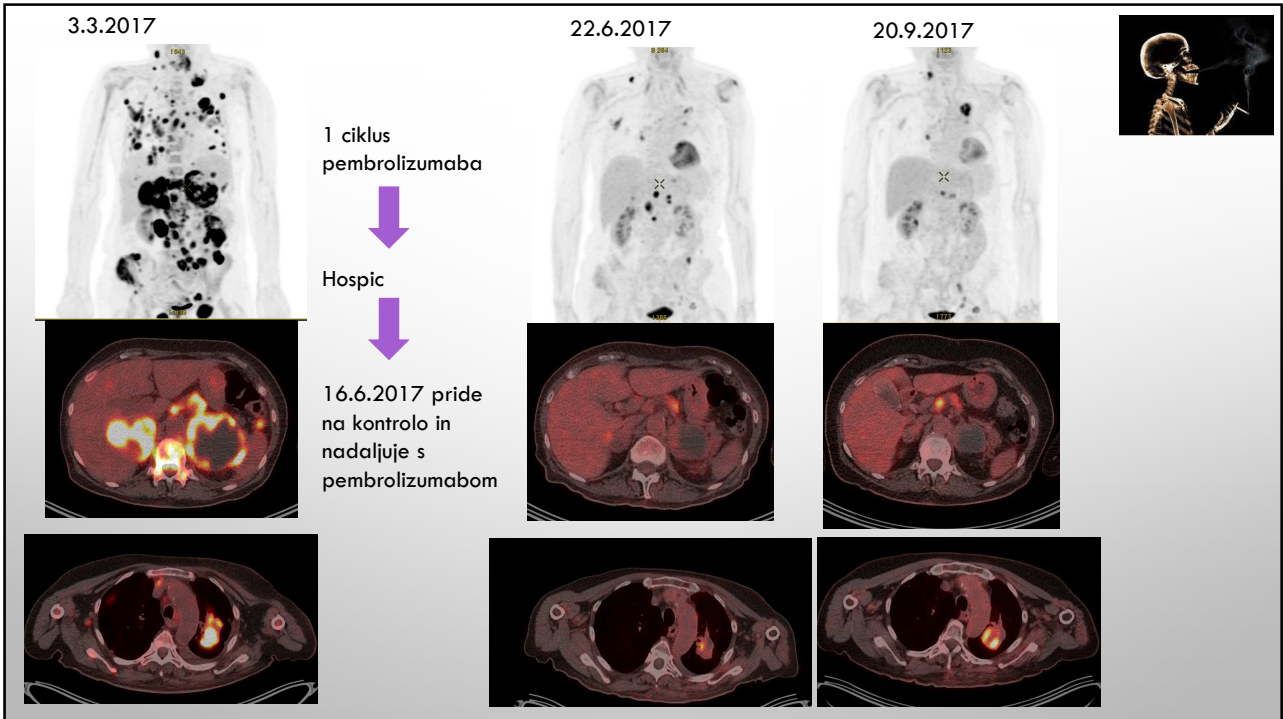 3.3.2017
22.6.2017
20.9.2017
1 ciklus
pembrolizumaba
Hospic
16.6.2017 pride
na kontrolo in
nadaljuje s
pembrolizumabom